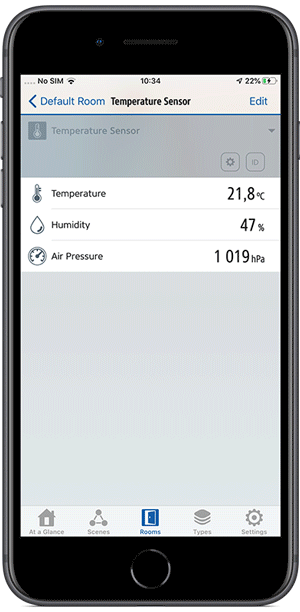 No SIM 10:34 22%
Default Room Temperature Sensor Edit
Temperature Sensor
ID
Temperature 21,8 °C
Humidity 47 %
Air Pressure 1 019 hPa
At a Glance Scenes Rooms Types Settings